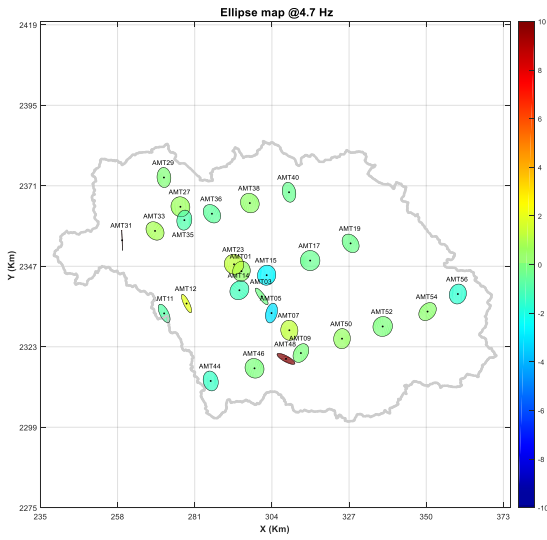 Ellipse map @4.7 Hz
2419
2395
2371
2347
2323
2299
2275
Y (Km)
235
258
281
304
327
350
373
X (Km)
AMT29
AMT27
AMT38
AMT40
AMT36
AMT33
AMT35
AMT31
AMT19
AMT23
AMT17
AMT01
AMT15
AMT14
AMT03
AMT56
AMT12
AMT11
AMT05
AMT54
AMT07
AMT52
AMT50
AMT09
AMT48
AMT46
AMT44
10
8
6
4
2
0
-2
-4
-6
-8
-10